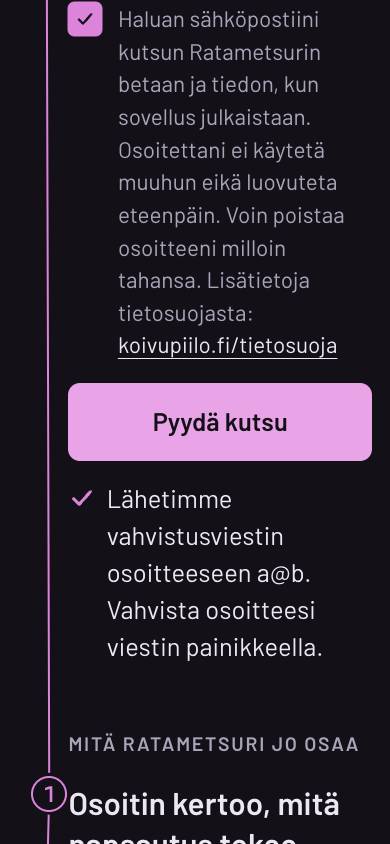 Haluan sähköpostiini
kutsun Ratametsurin
betaan ja tiedon, kun
sovellus julkaistaan.
Osoitettani ei käytetä
muuhun eikä luovuteta
eteenpäin. Voin poistaa
osoitteeni milloin
tahansa. Lisätietoja
tietosuojasta:
koivupiilo.fi/tietosuoja
Pyydä kutsu
Lähetimme
vahvistusviestin
osoitteeseen a@b.
Vahvista osoitteesi
viestin painikkeella.
MITÄ RATAMETSURI JO OSAA
1
Osoitin kertoo, mitä